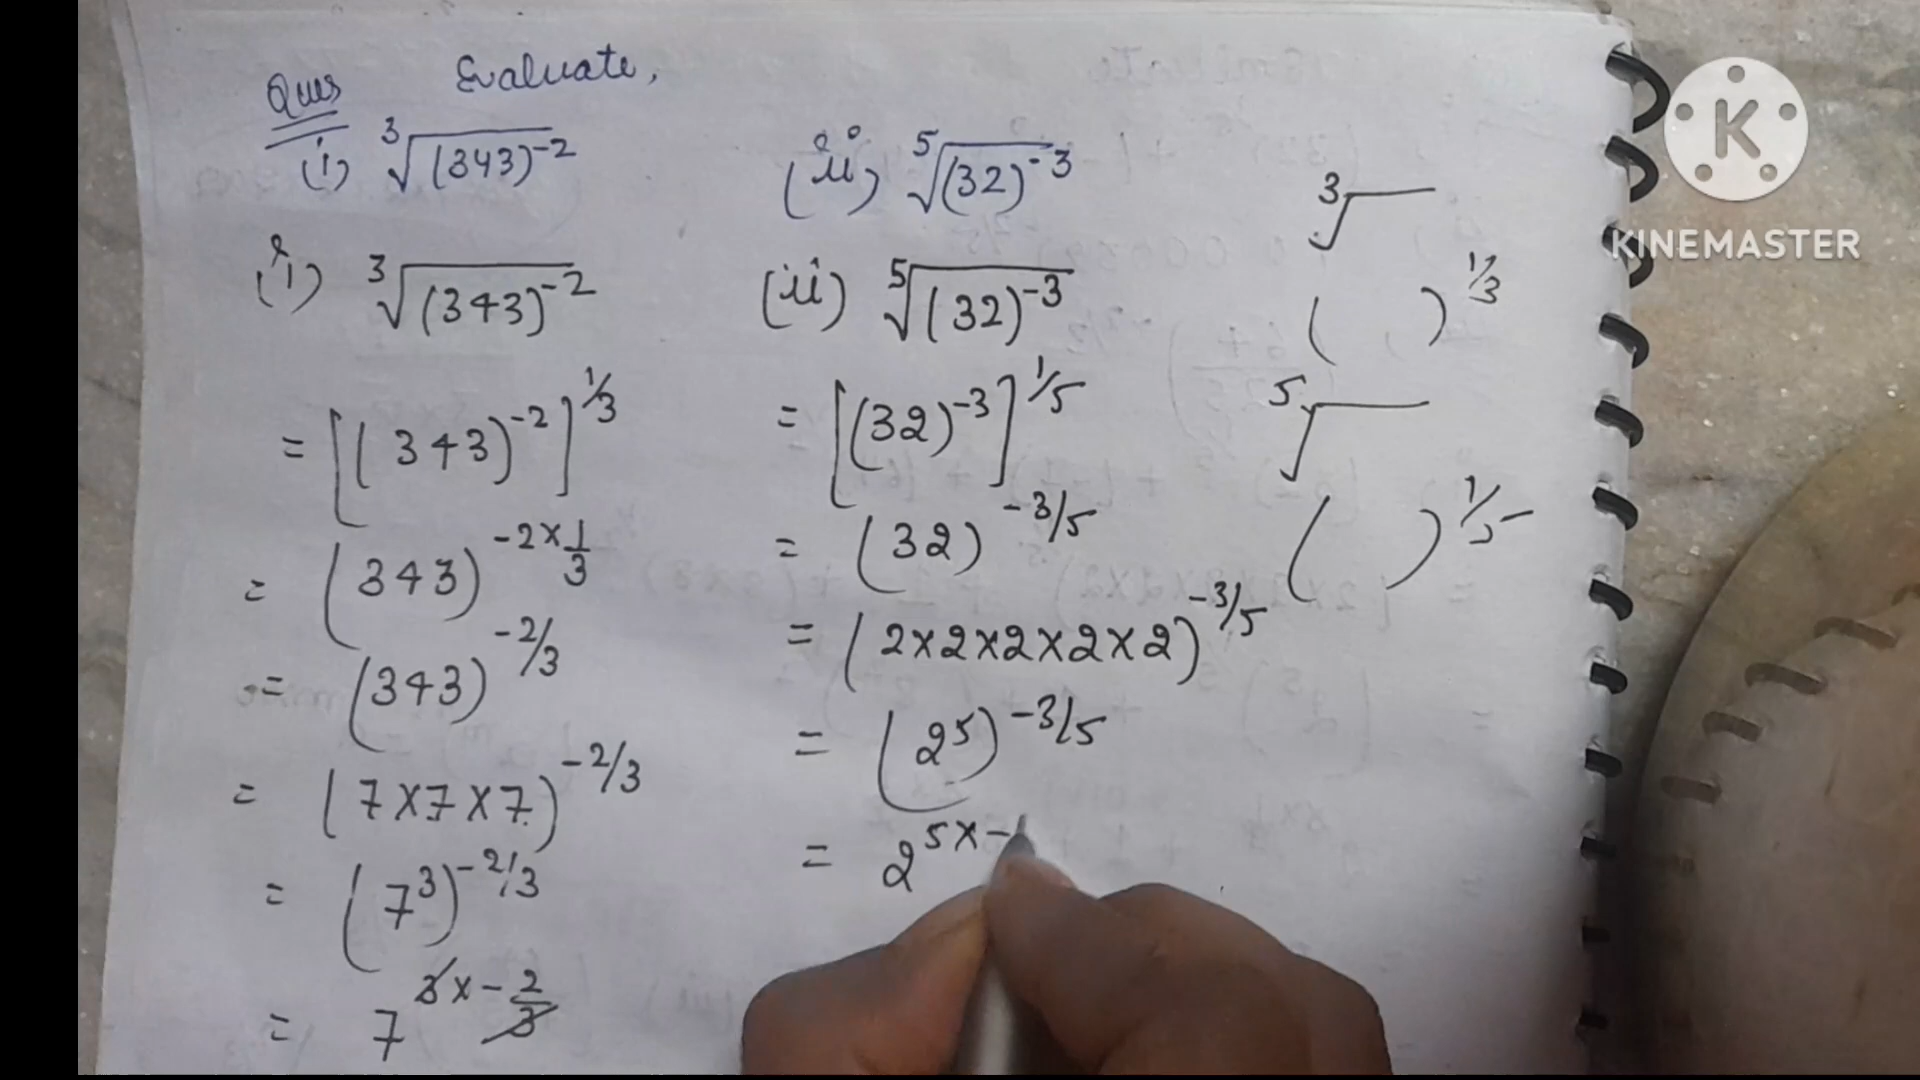 Ques Evaluate,
(i) ∛(343)⁻² (ii) ⁵√(32)⁻³
(i) ∛(343)⁻²
= [(343)⁻²]^1/3
= (343)^-2×1/3
= (343)^-2/3
= (7×7×7)^-2/3
= (7³)^-2/3
= 7^3×-2/3
(ii) ⁵√(32)⁻³
= [(32)⁻³]^1/5
= (32)^-3/5
= (2×2×2×2×2)^-3/5
= (2⁵)^-3/5
= 2^5×-
3√
( )^1/3
5√
( )^1/5
K
KINEMASTER